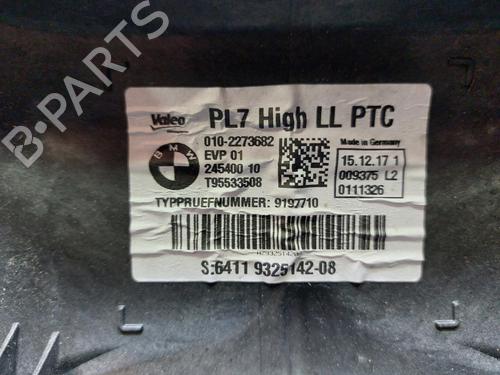 B-PARTS
Valeo PL7 High LL PTC
BMW
010-2273682
EVP 01
245400 10
T95533508
Made in Germany
15.12.17 1
009375 L2
0111326
TYPPRUEFNUMMER: 9197710
S:6411 9325142-08